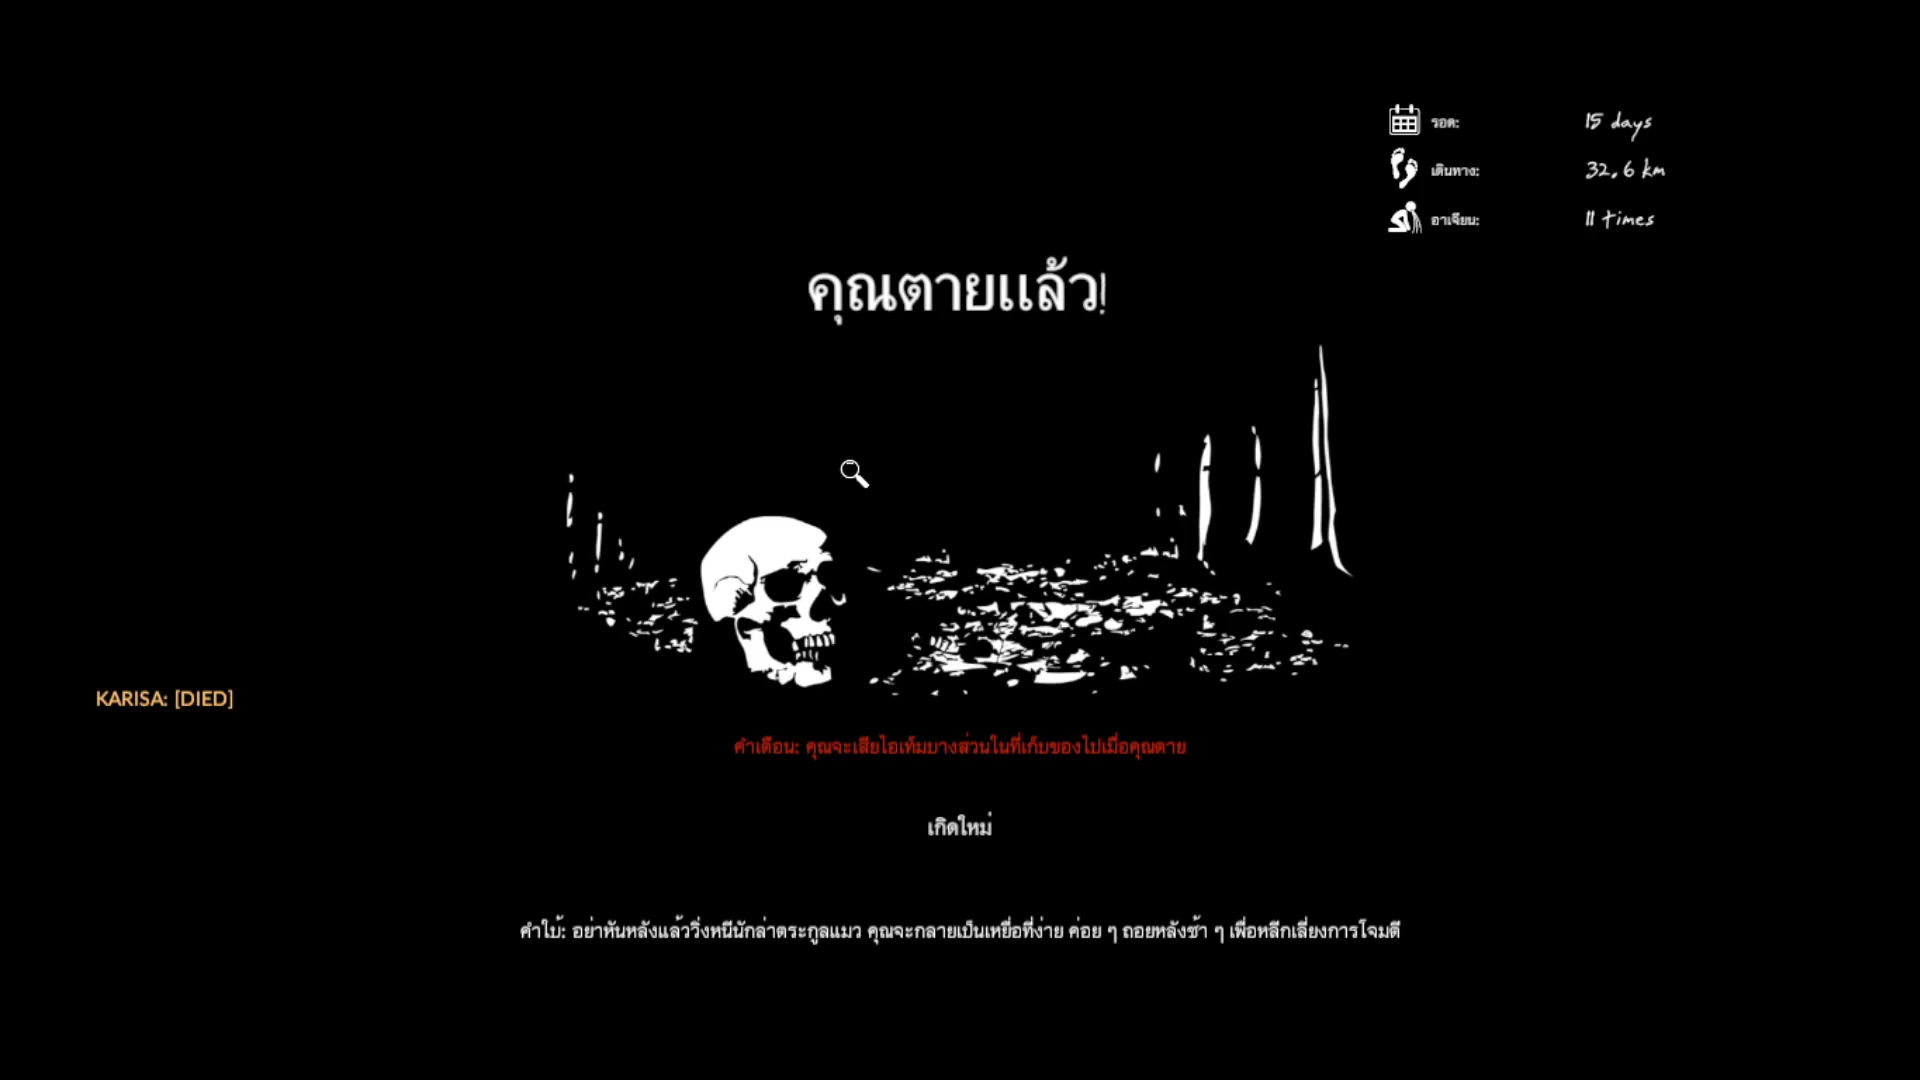 รอด: 15 days
เดินทาง: 32.6 km
อาเจียน: 11 times
คุณตายแล้ว!
KARISA: [DIED]
คำเตือน: คุณจะเสียไอเท็มบางส่วนในที่เก็บของไปเมื่อคุณตาย
เกิดใหม่
คำใบ้: อย่าหันหลังแล้ววิ่งหนีนักล่าตระกูลแมว คุณจะกลายเป็นเหยื่อที่ง่าย ค่อย ๆ ถอยหลังช้า ๆ เพื่อหลีกเลี่ยงการโจมตี